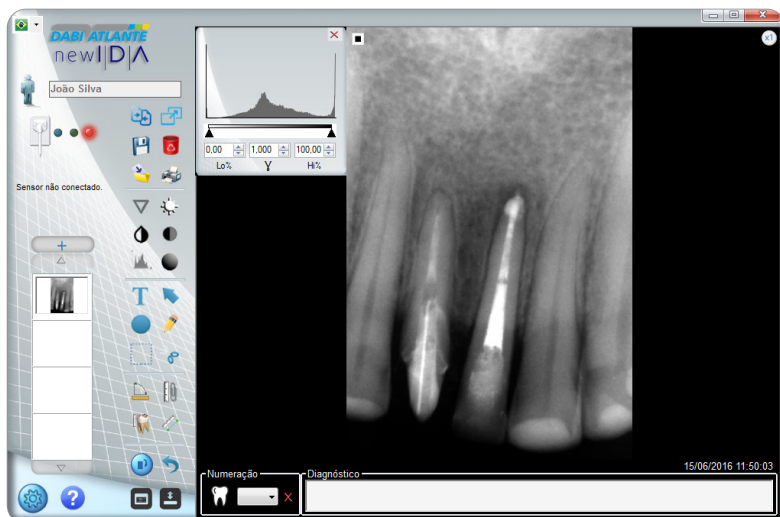 DABI ATLANTE
newIDA
João Silva
Sensor não conectado.
+
0,00
1,000
100,00
Lo%
γ
Hi%
x1
T
?
15/06/2016 11:50:03
Numeração
Diagnóstico